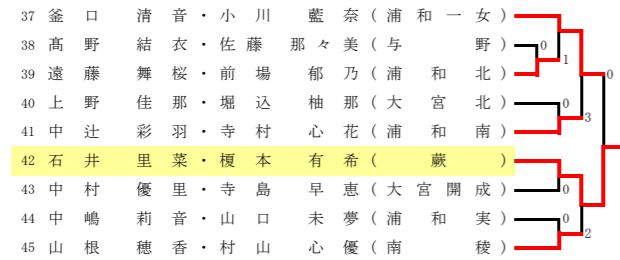 37 釜口 清音・小川 藍奈(浦和一女)
38 髙野 結衣・佐藤 那々美(与野)
39 遠藤 舞桜・前場 郁乃(浦和北)
40 上野 佳那・堀込 柚那(大宮北)
41 中辻 彩羽・寺村 心花(浦和南)
42 石井 里菜・榎本 有希(蕨)
43 中村 優里・寺島 早恵(大宮開成)
44 中嶋 莉音・山口 未夢(浦和実)
45 山根 穂香・村山 心優(南稜)
0
1
0
0
3
0
0
2